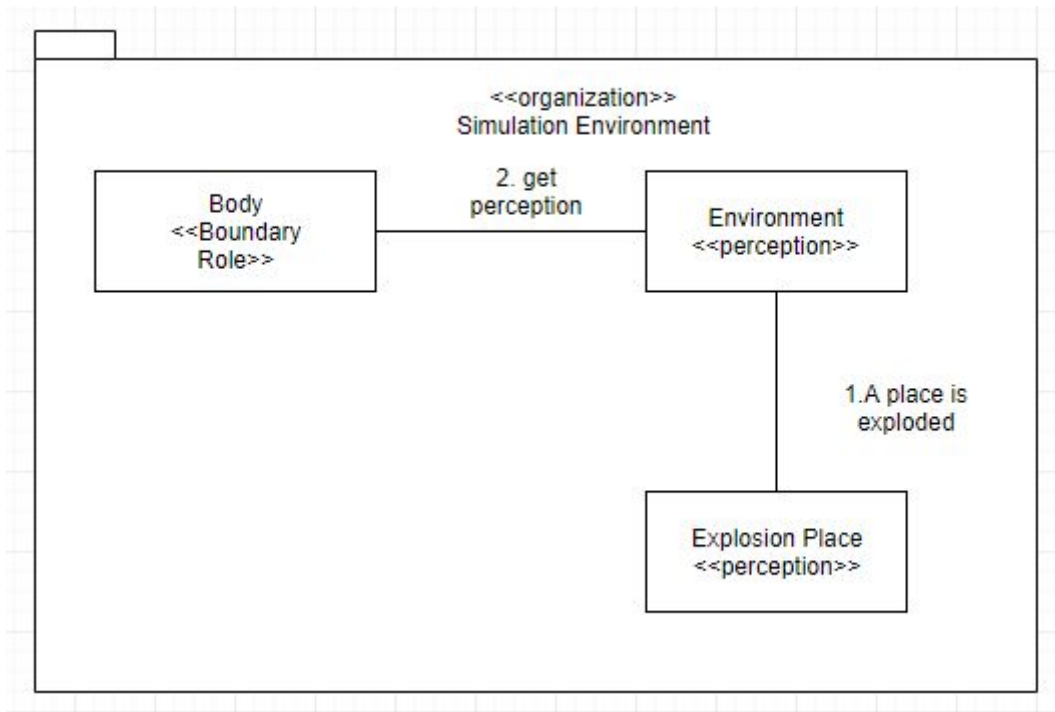 <<organization>>
Simulation Environment
Body
<<Boundary
Role>>
2. get
perception
Environment
<<perception>>
1.A place is
exploded
Explosion Place
<<perception>>